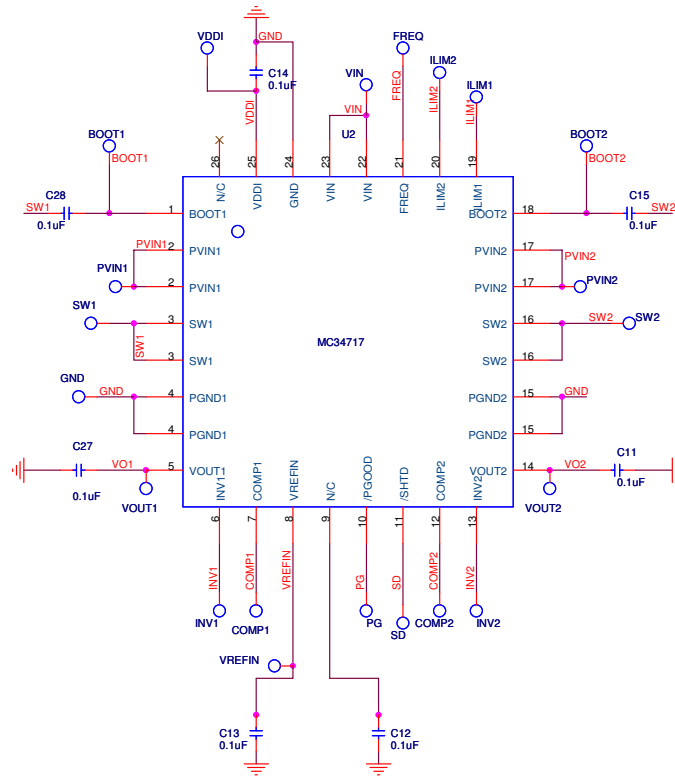 GND
VDDI
FREQ
ILIM2
C14
0.1uF
VIN
ILIM1
VDDI
VIN
FREQ
ILIM2
ILIM1
U2
BOOT1
BOOT1
BOOT2
BOOT2
26
25
24
23
22
21
20
19
N/C
VDDI
GND
VIN
VIN
FREQ
ILIM2
ILIM1
C28
SW1
0.1uF
1
BOOT1
BOOT2
18
C15
SW2
0.1uF
PVIN1
2
PVIN1
PVIN2
17
PVIN2
PVIN1
2
PVIN1
PVIN2
17
PVIN2
SW1
3
SW1
SW2
16
SW2
SW2
SW1
MC34717
3
SW1
SW2
16
GND
GND
4
PGND1
PGND2
15
GND
4
PGND1
PGND2
15
C27
VO1
0.1uF
5
VOUT1
VOUT2
14
VO2
C11
0.1uF
VOUT1
VOUT2
INV1
COMP1
VREFIN
N/C
/PGOOD
/SHTD
COMP2
INV2
6
7
8
9
10
11
12
13
INV1
COMP1
VREFIN
PG
SD
COMP2
INV2
INV1
COMP1
PG
SD
COMP2
INV2
VREFIN
C13
0.1uF
C12
0.1uF